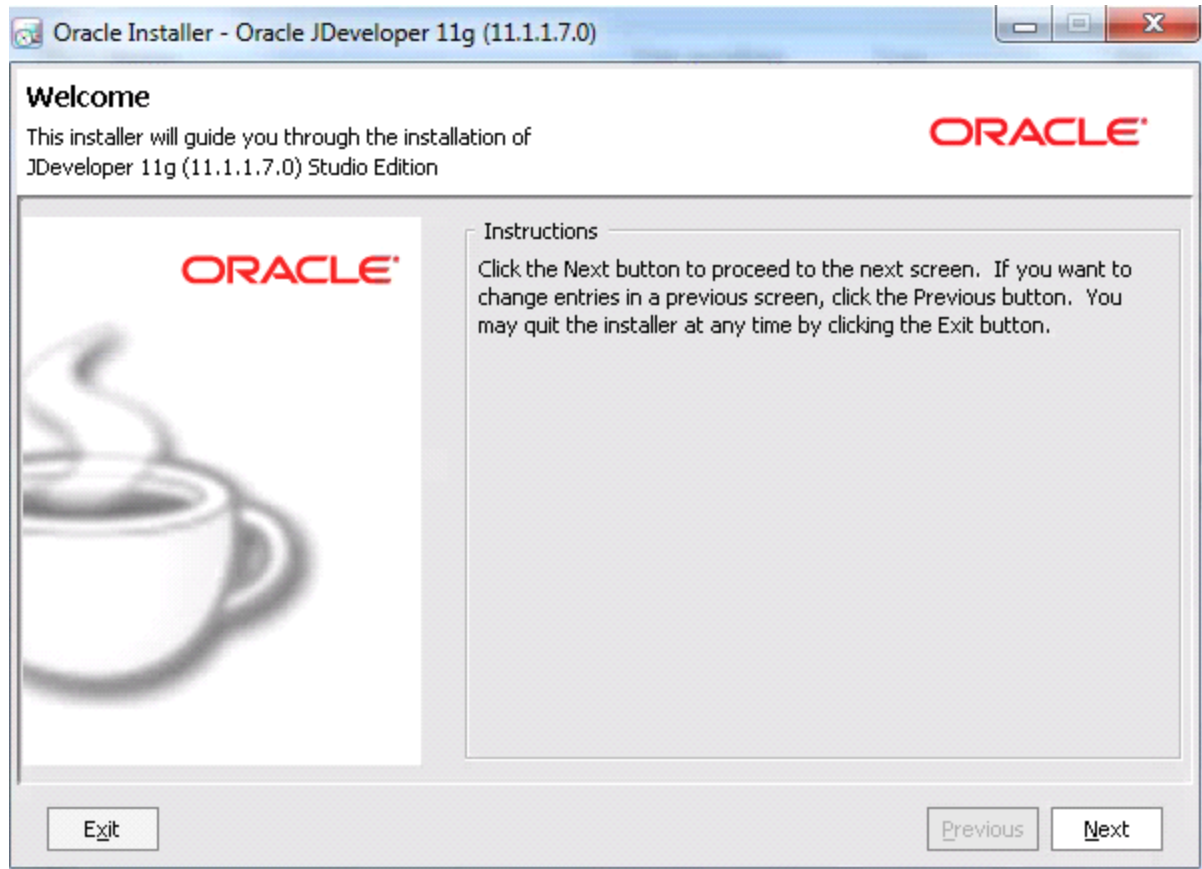 Oracle Installer - Oracle JDeveloper 11g (11.1.1.7.0)
Welcome
This installer will guide you through the installation of
JDeveloper 11g (11.1.1.7.0) Studio Edition
ORACLE
ORACLE
Instructions
Click the Next button to proceed to the next screen.  If you want to
change entries in a previous screen, click the Previous button.  You
may quit the installer at any time by clicking the Exit button.
Exit
Previous
Next